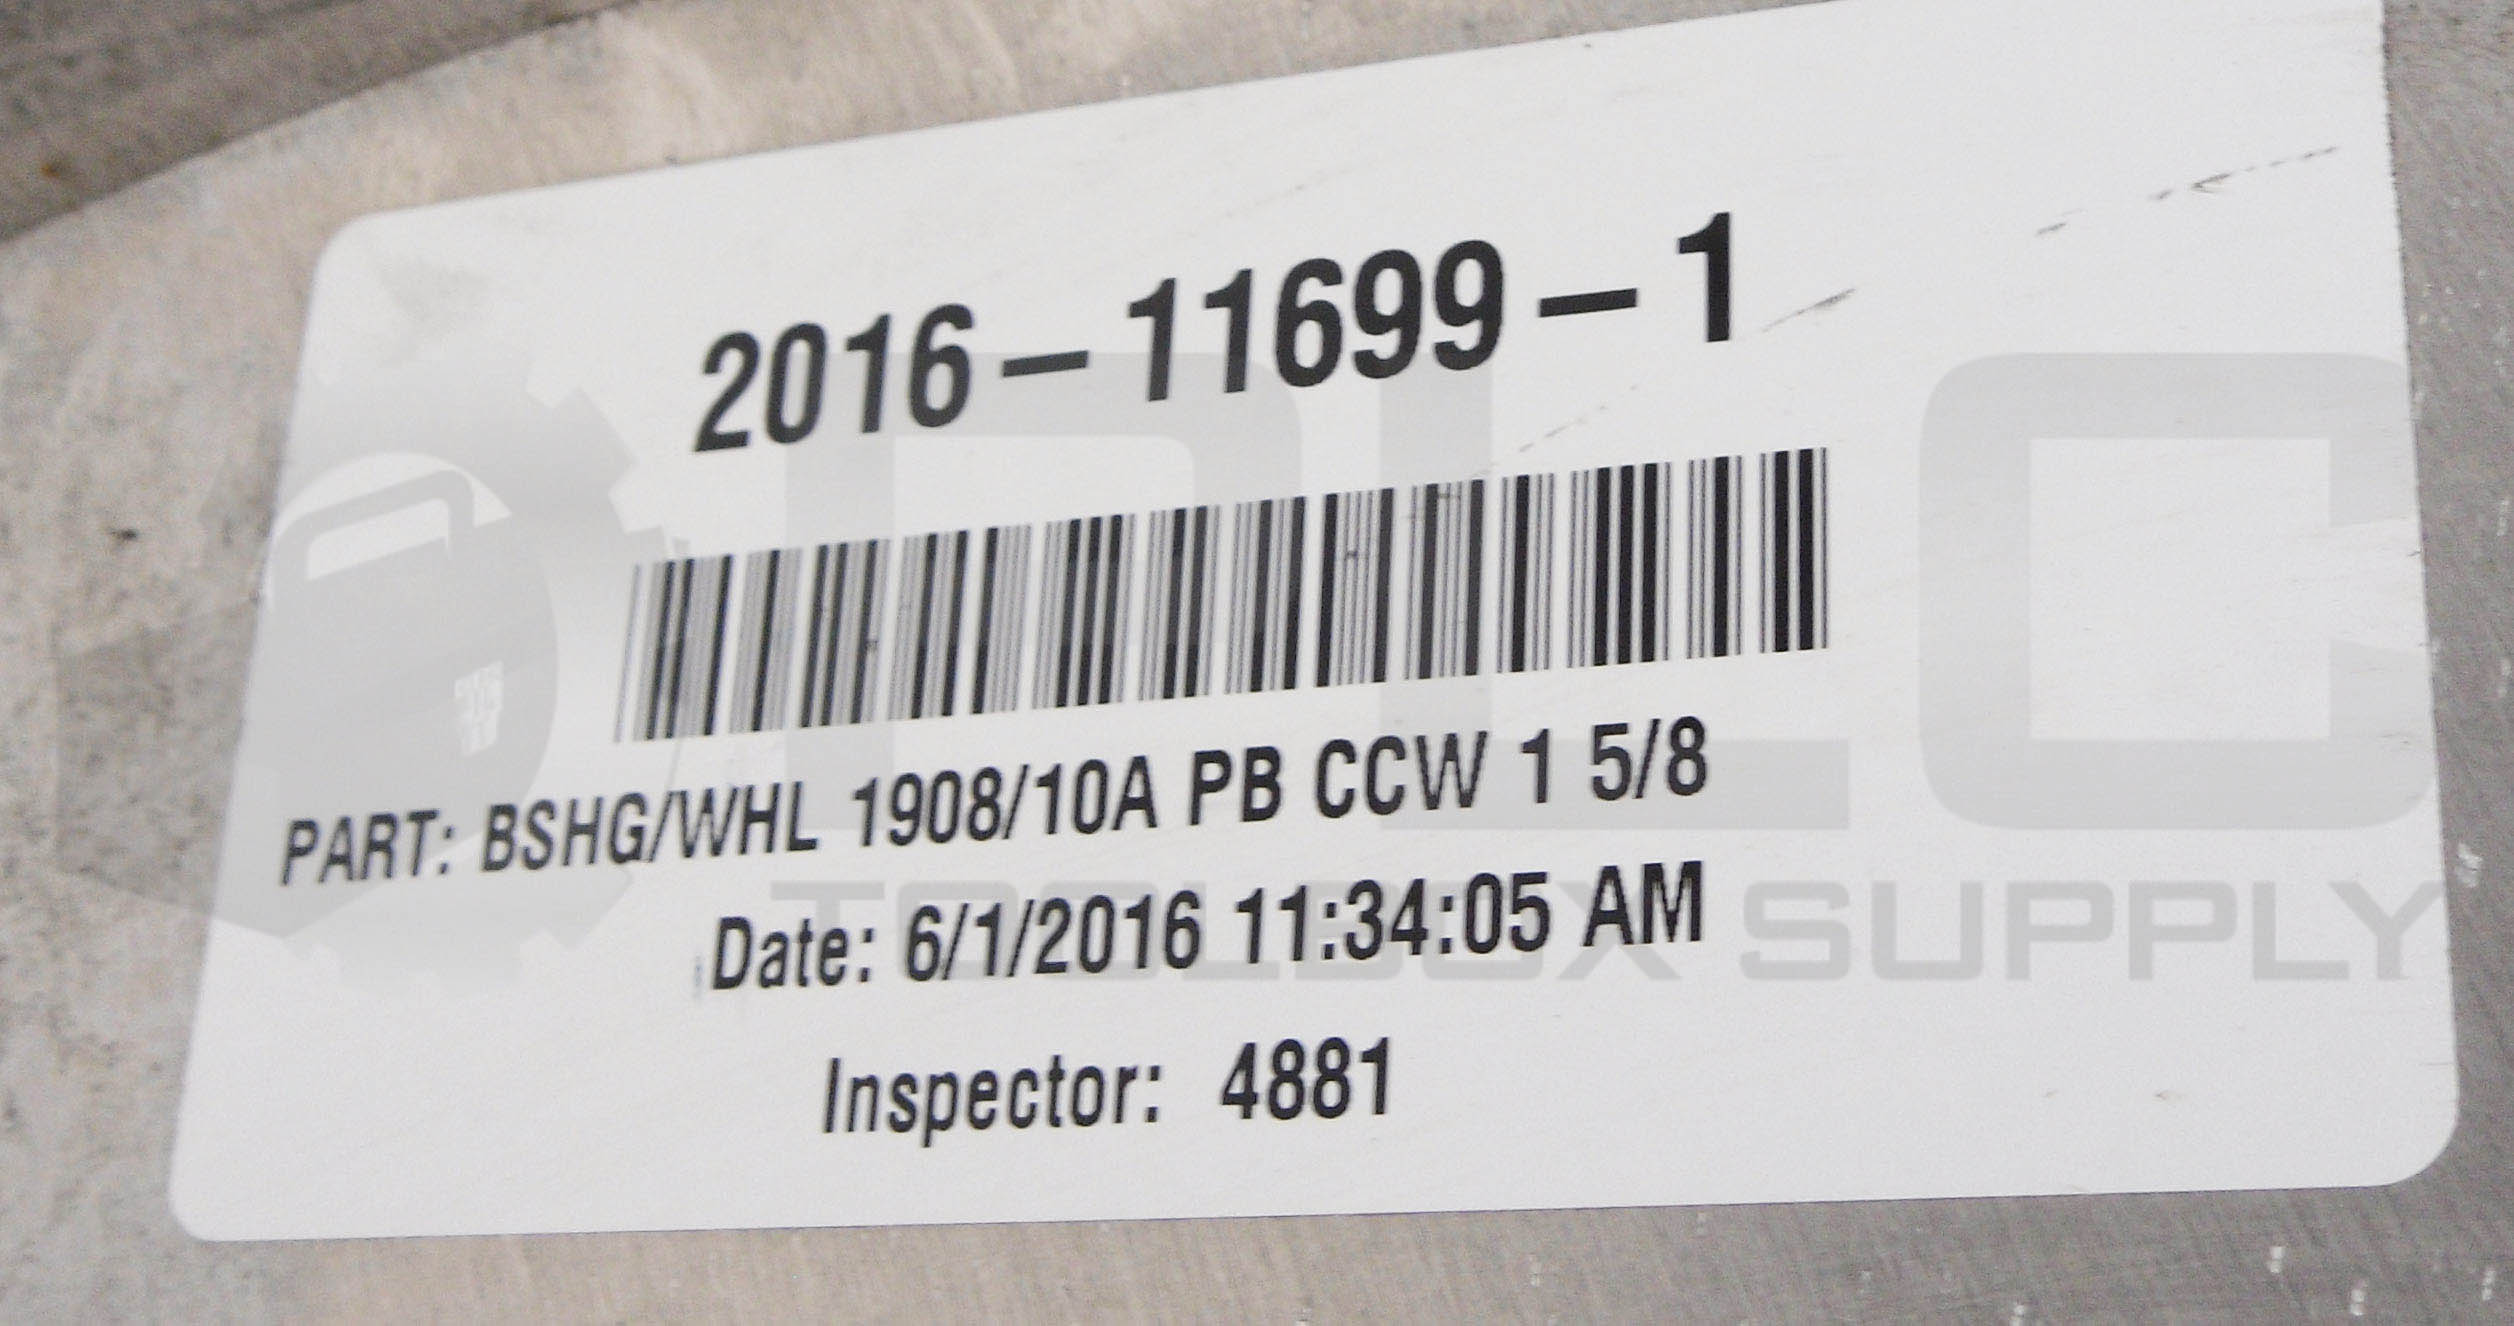 2016-11699-1
PART: BSHG/WHL 1908/10A PB CCW 1 5/8
Date: 6/1/2016 11:34:05 AM
Inspector: 4881
PLC
TOOLBOX SUPPLY